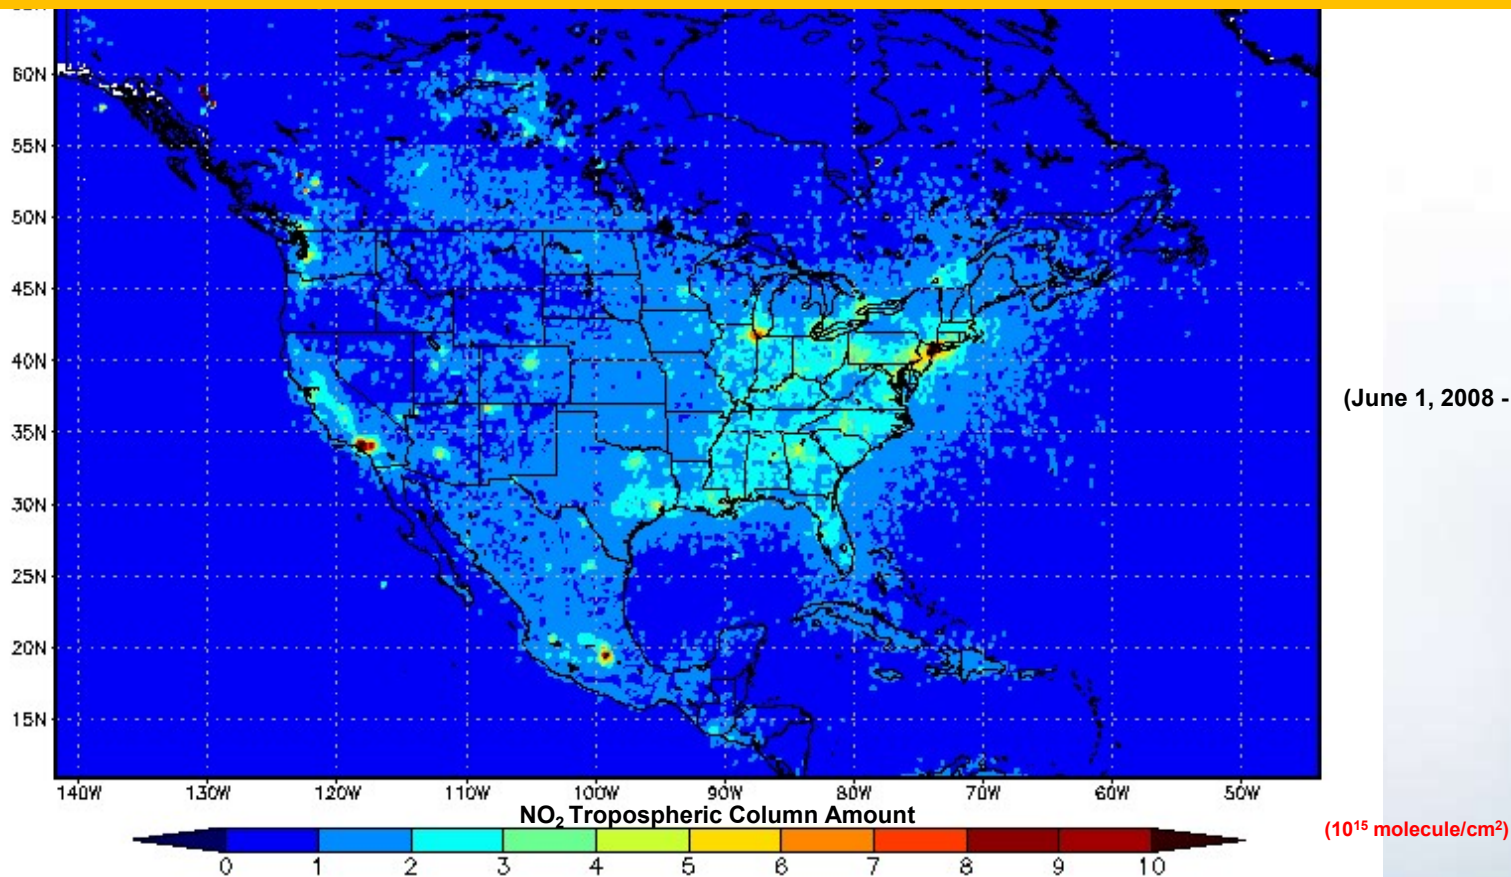 60N
55N
50N
45N
40N
(June 1, 2008 -
35N
30N
25N
20N
15N
140W 130W 120W 110W 100W 90W 80W 70W 60W 50W
NO₂ Tropospheric Column Amount
(10¹⁵ molecule/cm²)
0 1 2 3 4 5 6 7 8 9 10